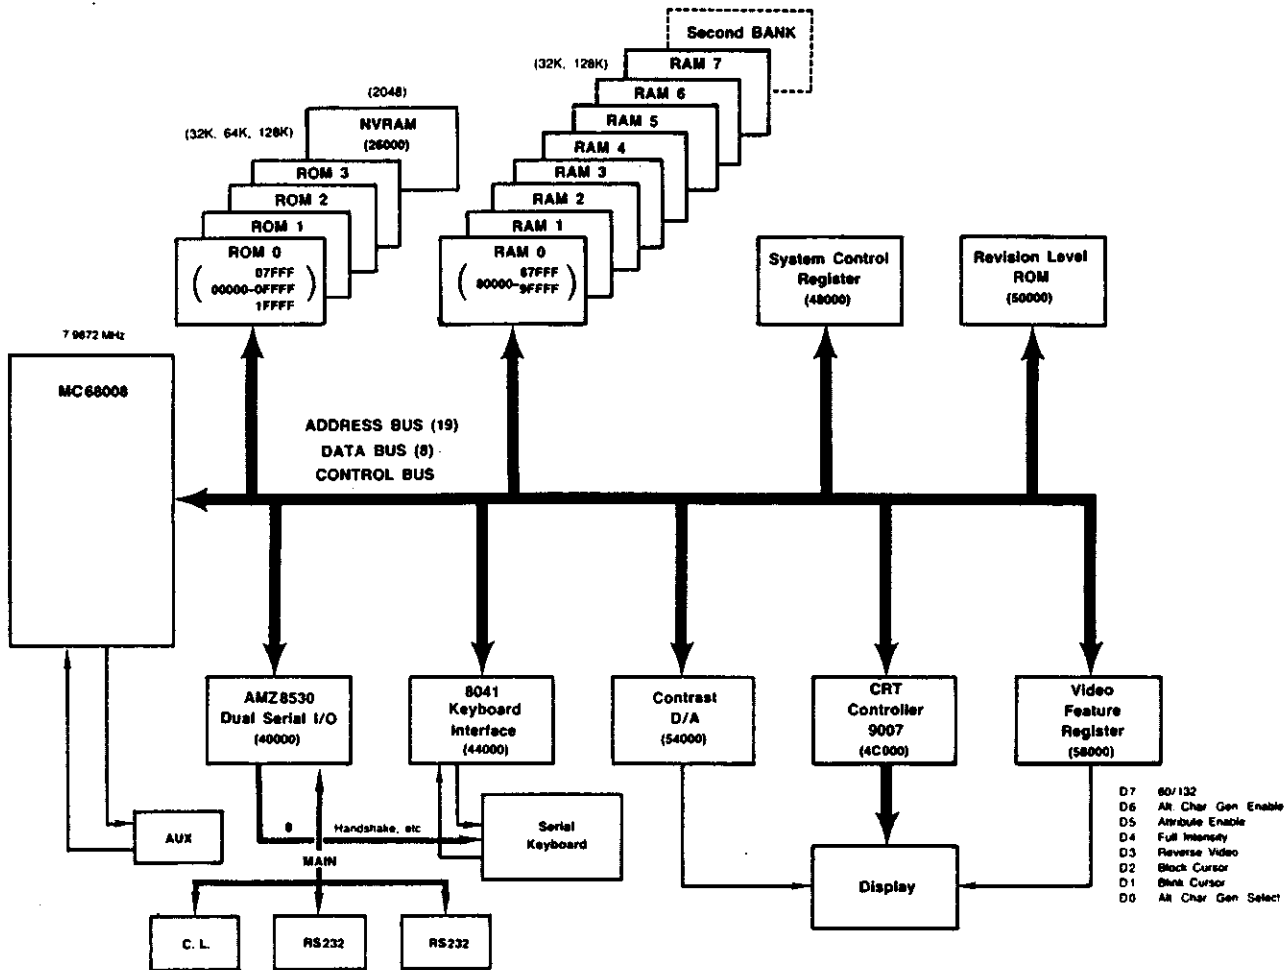 Second BANK
(32K, 128K)
RAM 7
RAM 6
RAM 5
RAM 4
RAM 3
RAM 2
RAM 1
RAM 0
87FFF
80000-
9FFFF
(2048)
NVRAM
(26000)
(32K, 64K, 128K)
ROM 3
ROM 2
ROM 1
ROM 0
07FFF
00000-0FFFF
1FFFF
System Control
Register
(48000)
Revision Level
ROM
(50000)
7.9872 MHz
MC68008
ADDRESS BUS (19)
DATA BUS (8)
CONTROL BUS
AMZ8530
Dual Serial I/O
(40000)
8041
Keyboard
Interface
(44000)
Contrast
D/A
(54000)
CRT
Controller
9007
(4C000)
Video
Feature
Register
(58000)
AUX
8
Handshake, etc
Serial
Keyboard
MAIN
C. L.
RS232
RS232
Display
D7 80/132
D6 Alt. Char Gen Enable
D5 Attribute Enable
D4 Full Intensity
D3 Reverse Video
D2 Block Cursor
D1 Blink Cursor
D0 Alt Char Gen Select